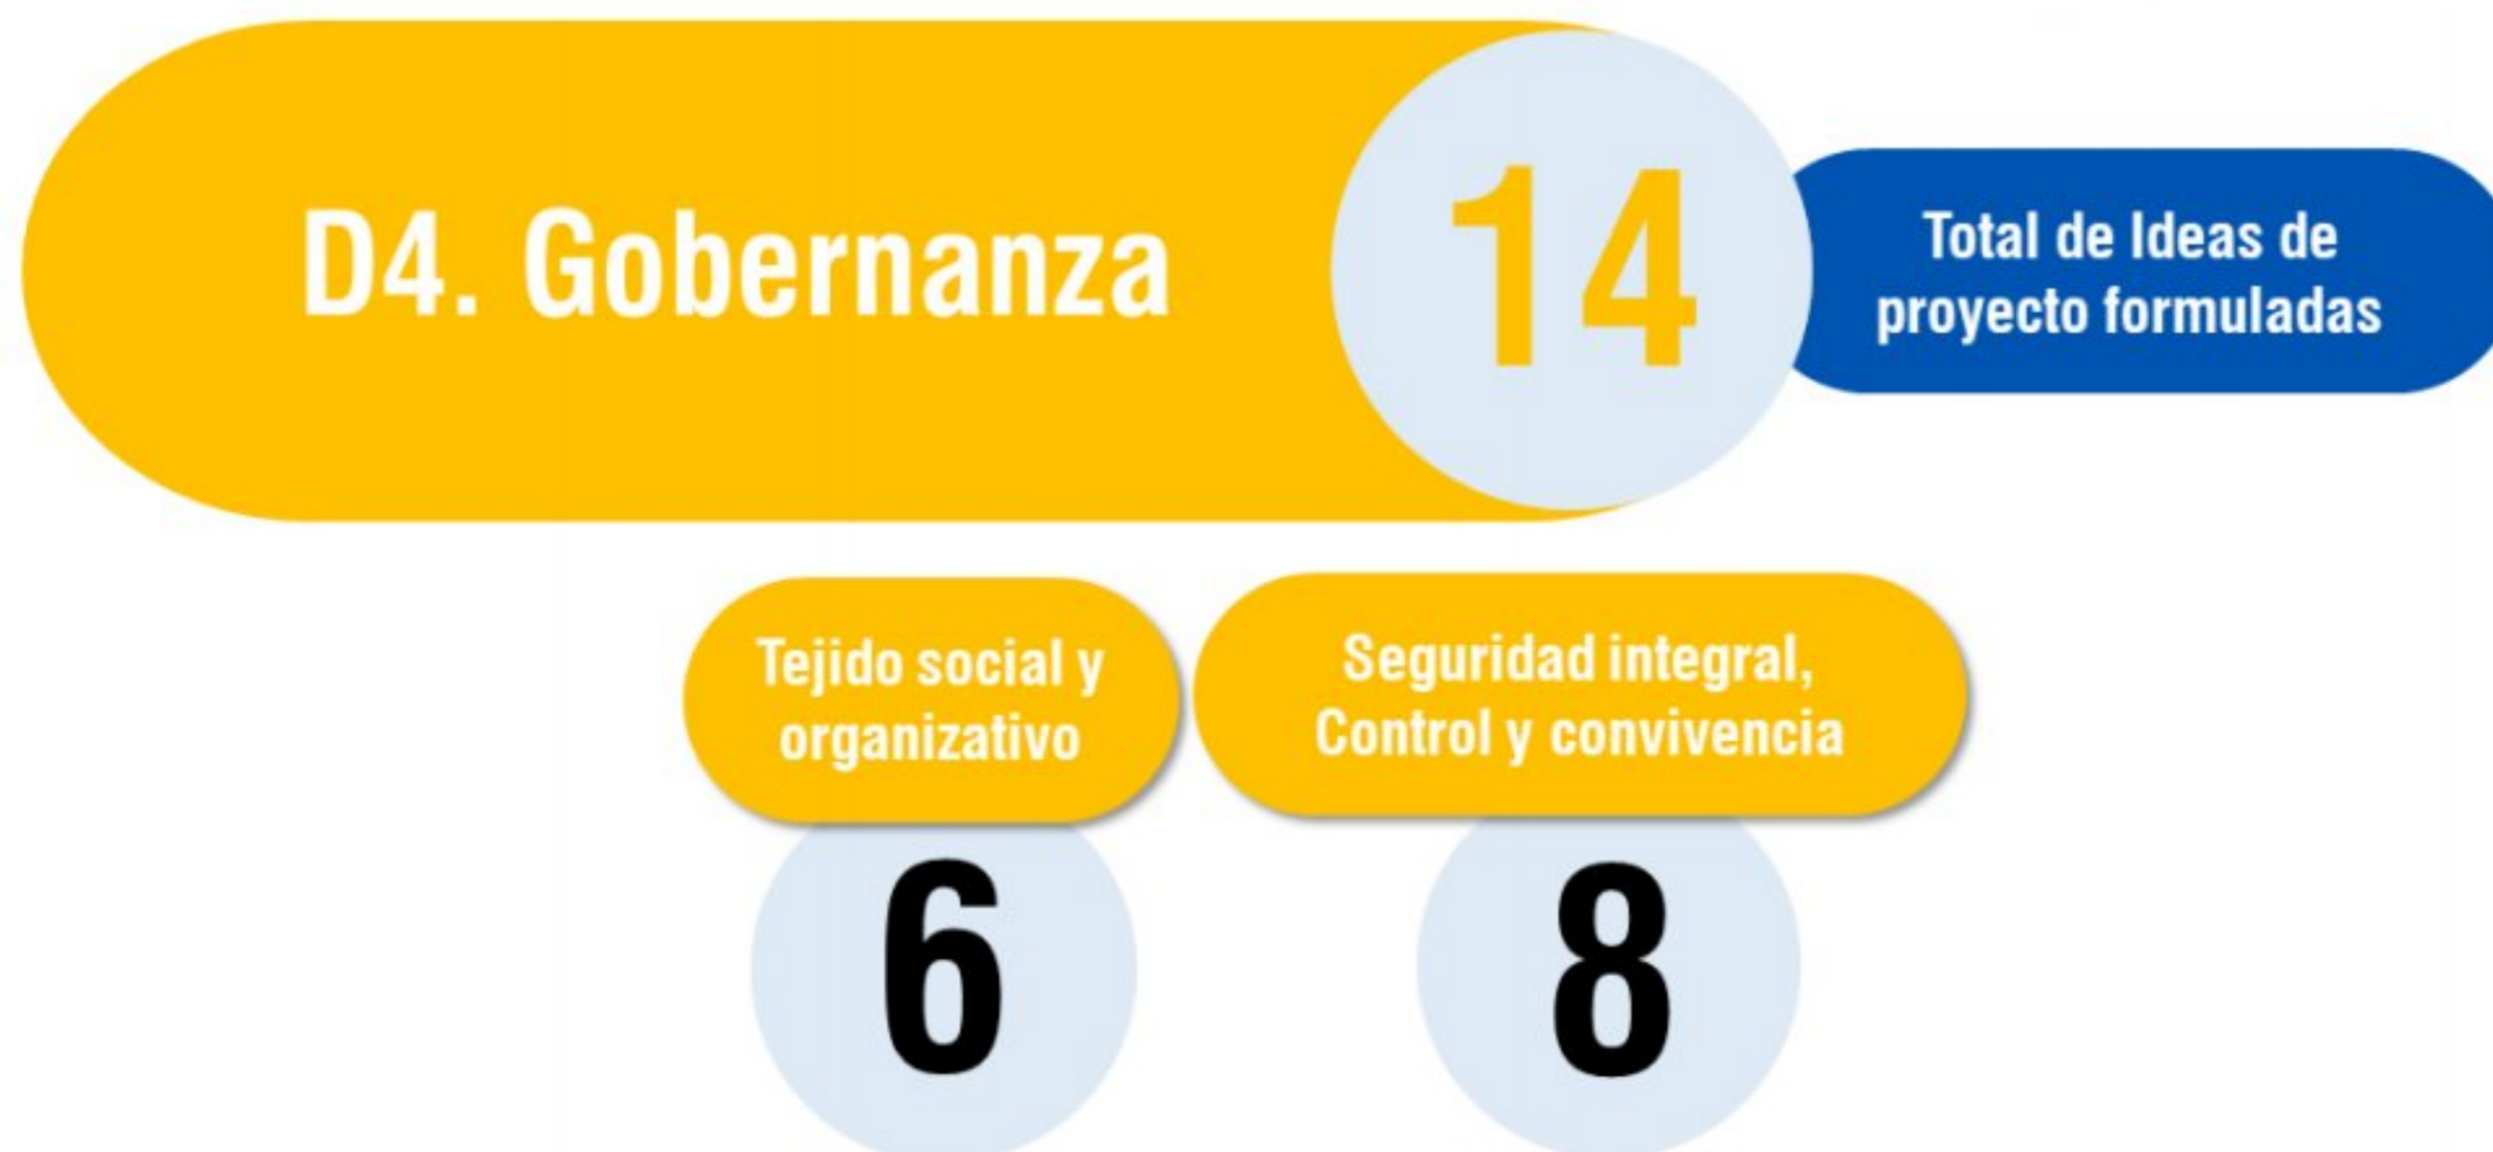 D4. Gobernanza
14
Total de Ideas de
proyecto formuladas
Tejido social y
organizativo
6
Seguridad integral,
Control y convivencia
8